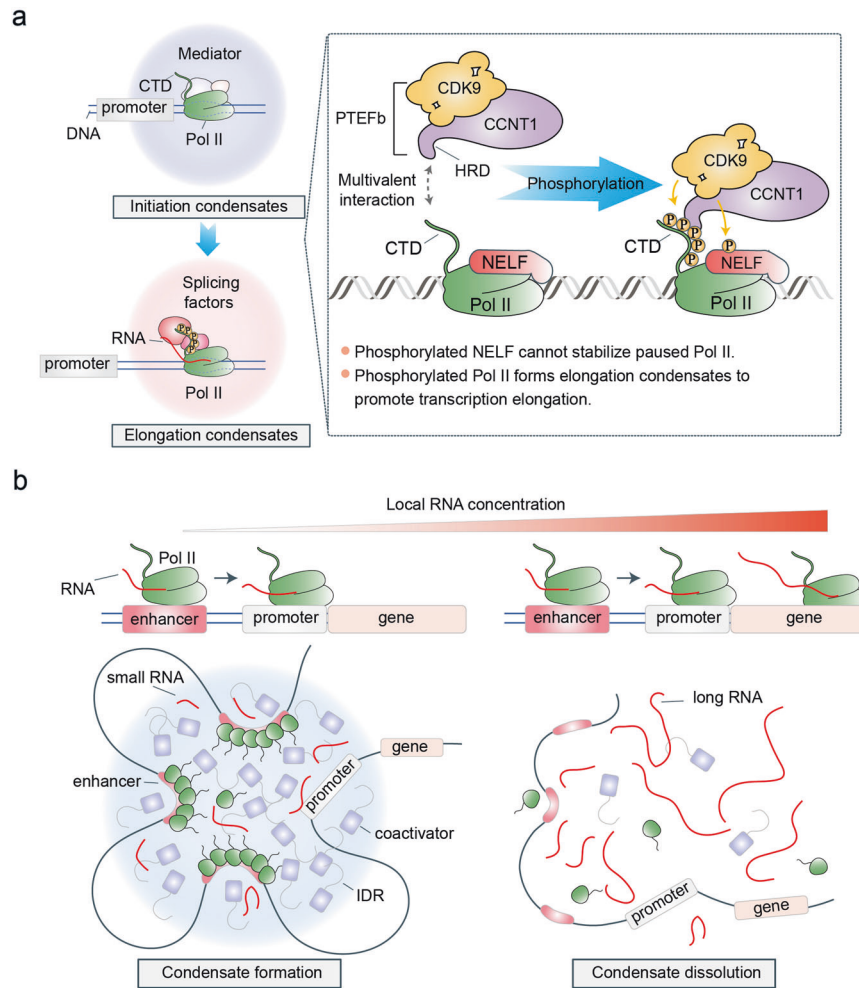 a
Mediator
CTD
promoter
DNA
Pol II
Initiation condensates
Splicing
factors
RNA
promoter
Pol II
Elongation condensates
CDK9
PTEFb
CCNT1
HRD
Multivalent
interaction
Phosphorylation
CTD
NELF
Pol II
CDK9
CCNT1
P
P
P
P
P
P
CTD
NELF
Pol II
Phosphorylated NELF cannot stabilize paused Pol II.
Phosphorylated Pol II forms elongation condensates to
promote transcription elongation.
b
Local RNA concentration
Pol II
RNA
enhancer
promoter
gene
enhancer
promoter
gene
small RNA
enhancer
gene
promoter
coactivator
IDR
Condensate formation
long RNA
promoter
gene
Condensate dissolution